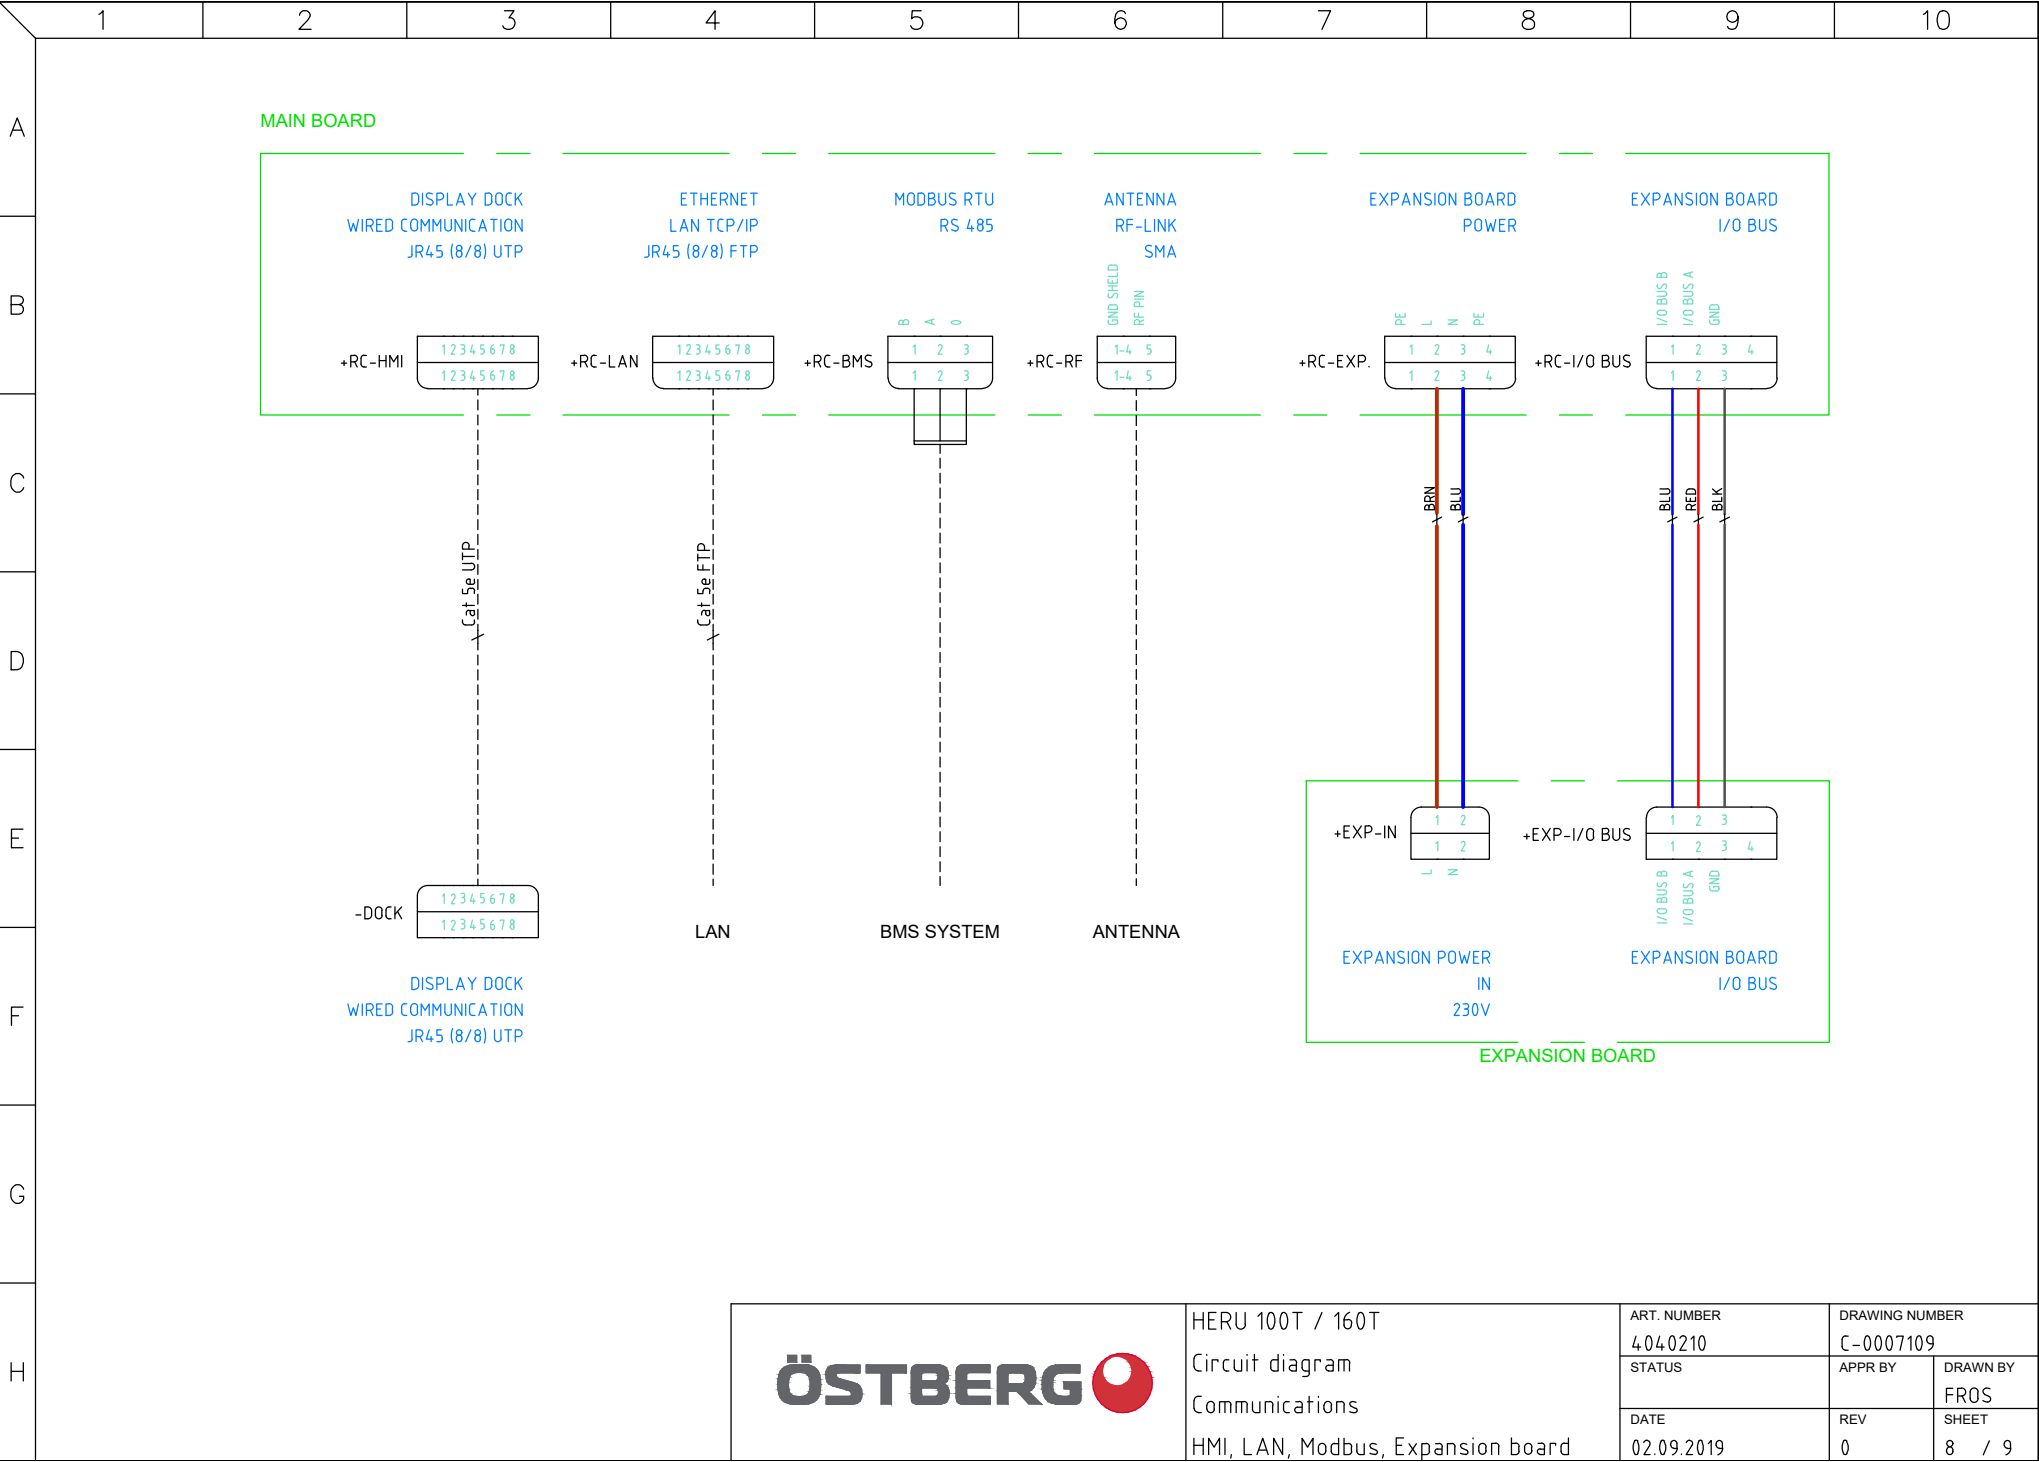 1 2 3 4 5 6 7 8 9 10
A
B
C
D
E
F
G
H
MAIN BOARD
DISPLAY DOCK
WIRED COMMUNICATION
JR45 (8/8) UTP
ETHERNET
LAN TCP/IP
JR45 (8/8) FTP
MODBUS RTU
RS 485
ANTENNA
RF-LINK
SMA
EXPANSION BOARD
POWER
EXPANSION BOARD
I/O BUS
+RC-HMI
12345678
12345678
+RC-LAN
12345678
12345678
B A 0
+RC-BMS
1 2 3
1 2 3
GND SHELD
RF PIN
+RC-RF
1-4 5
1-4 5
PE L N PE
+RC-EXP.
1 2 3 4
1 2 3 4
I/O BUS B
I/O BUS A
GND
+RC-I/O BUS
1 2 3 4
1 2 3
Cat 5e UTP
Cat 5e FTP
BRN
BLU
BLU
RED
BLK
-DOCK
12345678
12345678
DISPLAY DOCK
WIRED COMMUNICATION
JR45 (8/8) UTP
LAN
BMS SYSTEM
ANTENNA
+EXP-IN
1 2
1 2
L N
EXPANSION POWER
IN
230V
+EXP-I/O BUS
1 2 3
1 2 3 4
I/O BUS B
I/O BUS A
GND
EXPANSION BOARD
I/O BUS
EXPANSION BOARD
ÖSTBERG
HERU 100T / 160T
Circuit diagram
Communications
HMI, LAN, Modbus, Expansion board
ART. NUMBER
4040210
DRAWING NUMBER
C-0007109
STATUS
APPR BY
DRAWN BY
FROS
DATE
02.09.2019
REV
0
SHEET
8 / 9